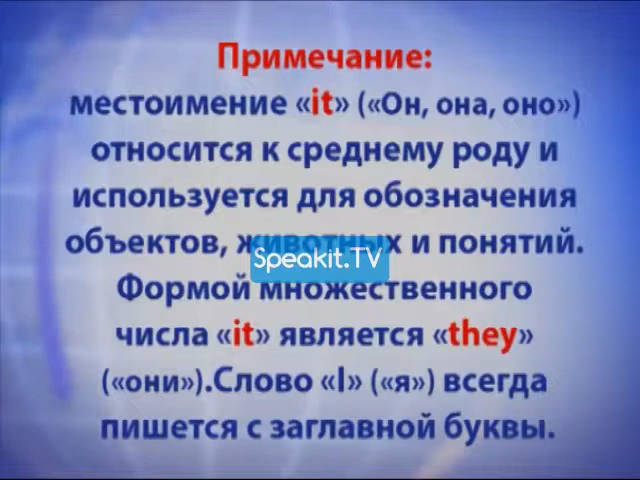 Примечание:
местоимение «it» («Он, она, оно»)
относится к среднему роду и
используется для обозначения
объектов, животных и понятий.
Speakit.TV
Формой множественного
числа «it» является «they»
(«они»).Слово «I» («я») всегда
пишется с заглавной буквы.